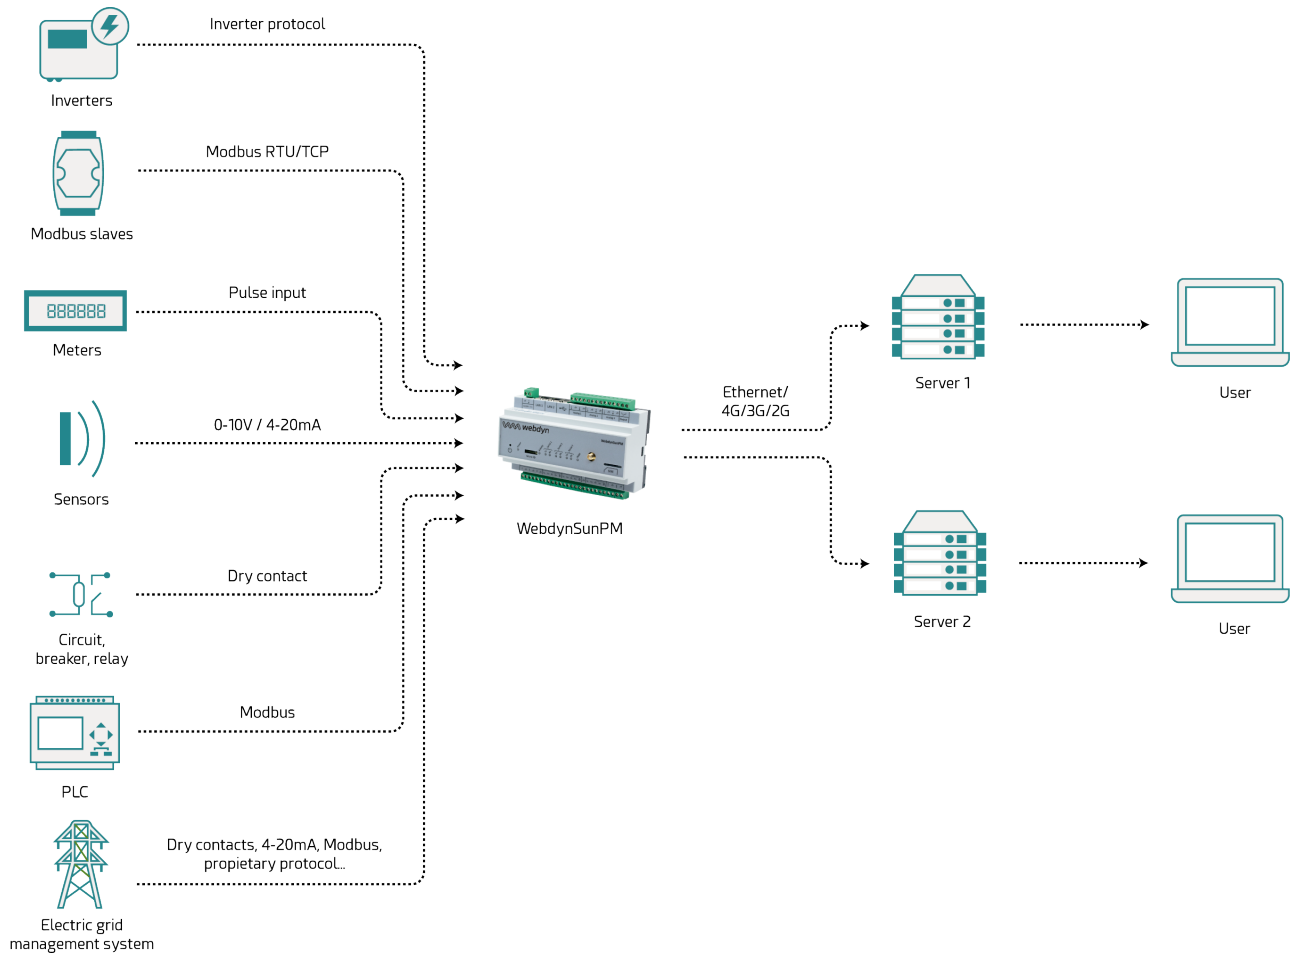 Inverter protocol
Inverters
Modbus RTU/TCP
Modbus slaves
Pulse input
888888
Meters
0-10V / 4-20mA
Sensors
Dry contact
Circuit,
breaker, relay
Modbus
PLC
Dry contacts, 4-20mA, Modbus,
propietary protocol...
Electric grid
management system
webdyn
WebdynSunPM
Ethernet/
4G/3G/2G
Server 1
User
Server 2
User